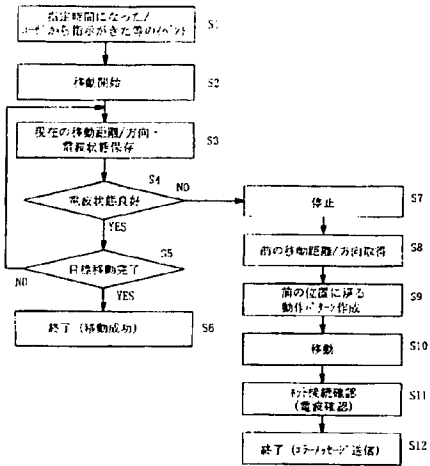 指定時間になった/
ユーザから指示がきた等のイベント
S1
移動開始
S2
現在の移動距離/方向・
電波状態保存
S3
S4
電波状態良好
NO
YES
S5
目標移動完了
NO
YES
終了(移動成功)
S6
停止
S7
前の移動距離/方向取得
S8
前の位置に戻る
動作パターン作成
S9
移動
S10
ネット接続確認
(電波確認)
S11
終了(エラーメッセージ送信)
S12